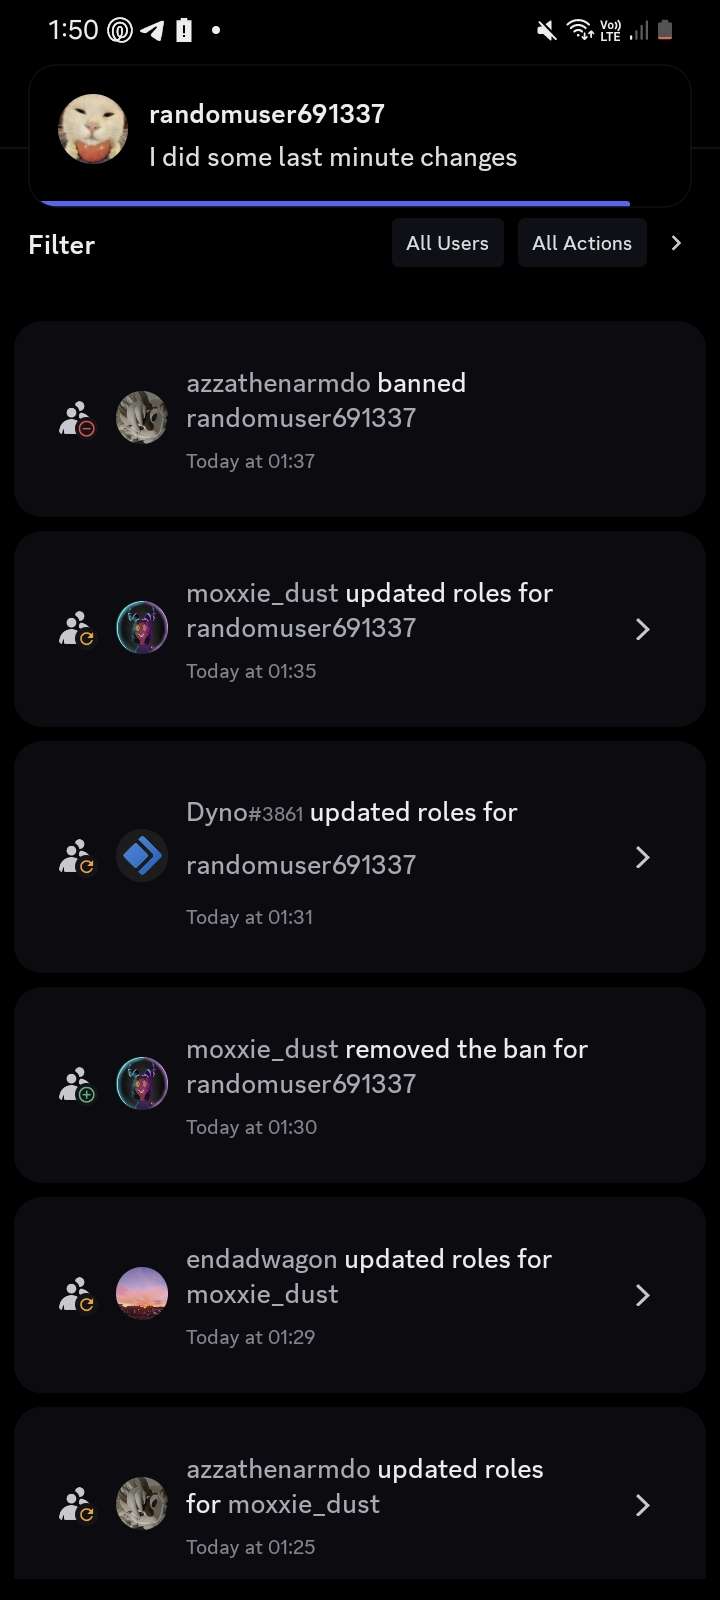 1:50
Vo))
LTE
randomuser691337
I did some last minute changes
Filter
All Users
All Actions
azzathenarmdo banned
randomuser691337
Today at 01:37
moxxie_dust updated roles for
randomuser691337
Today at 01:35
Dyno#3861 updated roles for
randomuser691337
Today at 01:31
moxxie_dust removed the ban for
randomuser691337
Today at 01:30
endadwagon updated roles for
moxxie_dust
Today at 01:29
azzathenarmdo updated roles
for moxxie_dust
Today at 01:25